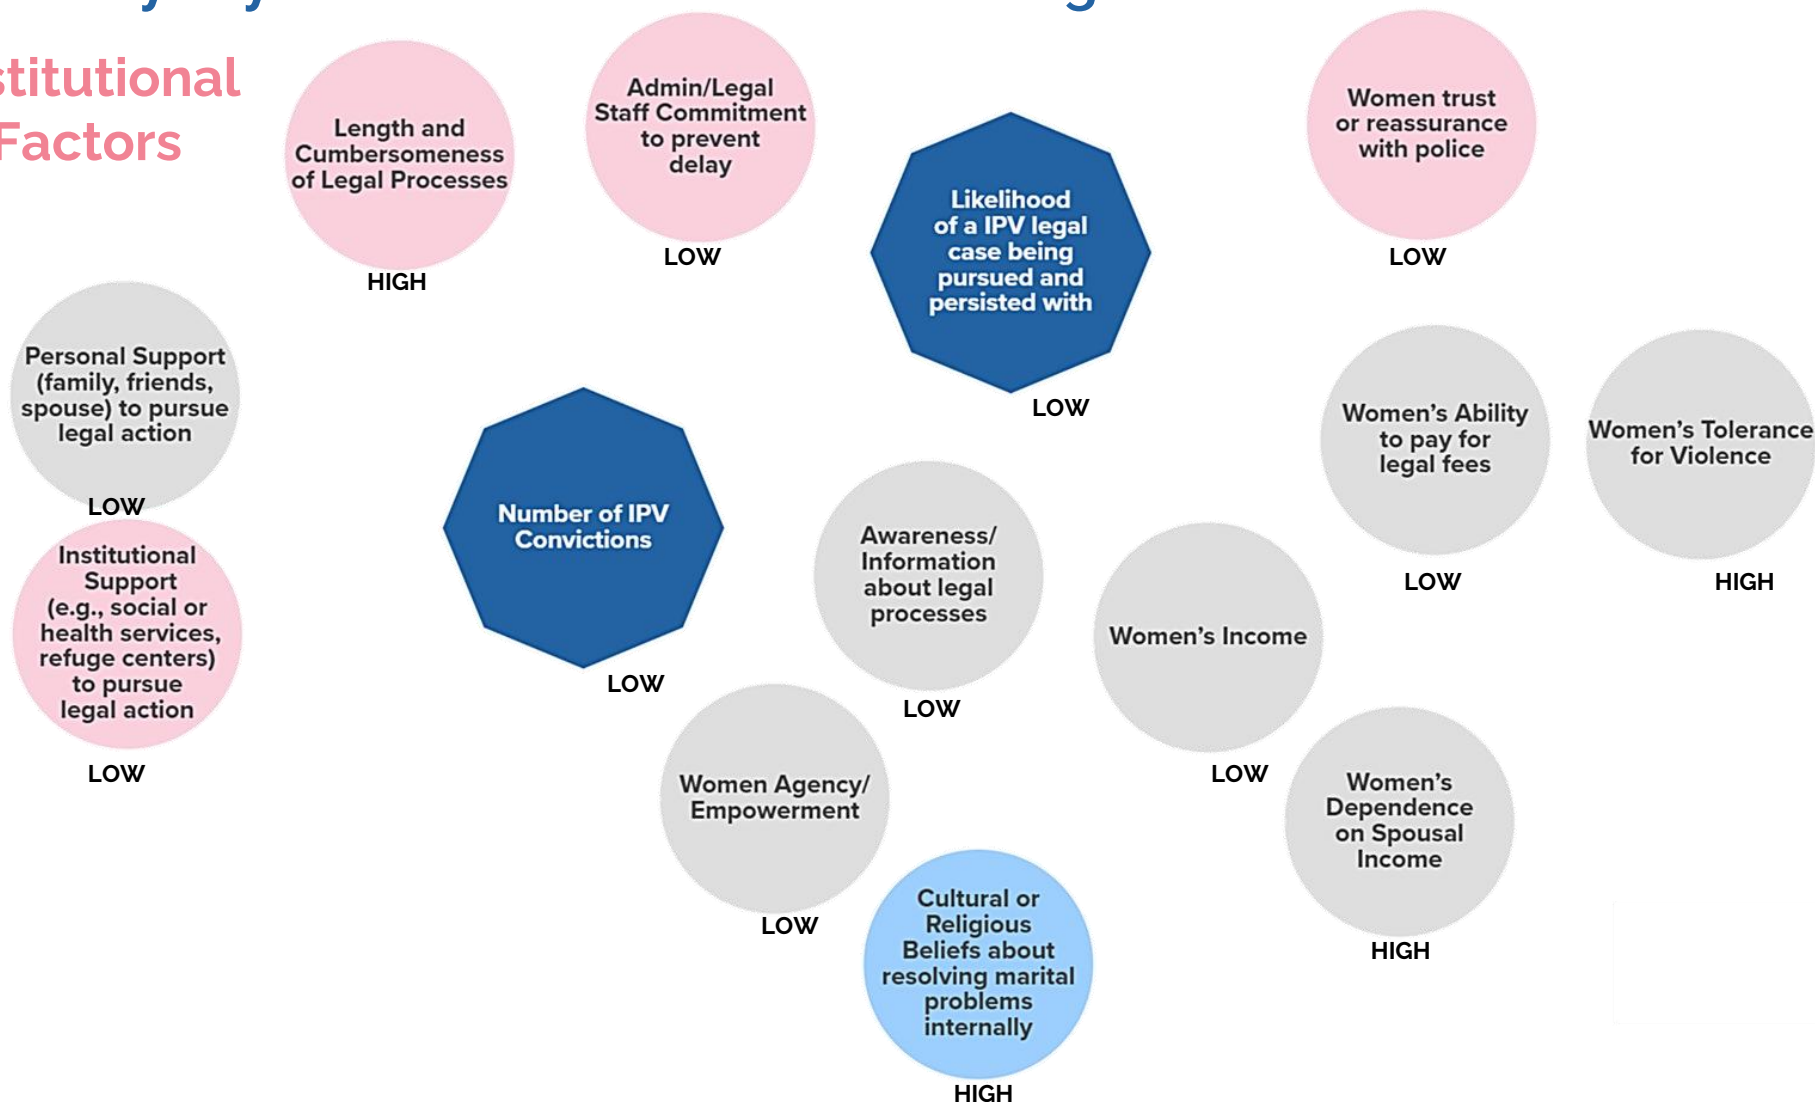 stitutional
Factors
Length and
Cumbersomeness
of Legal Processes
HIGH
Admin/Legal
Staff Commitment
to prevent
delay
LOW
Likelihood
of a IPV legal
case being
pursued and
persisted with
LOW
Women trust
or reassurance
with police
LOW
Personal Support
(family, friends,
spouse) to pursue
legal action
LOW
Institutional
Support
(e.g., social or
health services,
refuge centers)
to pursue
legal action
LOW
Number of IPV
Convictions
LOW
Awareness/
Information
about legal
processes
LOW
Women's Ability
to pay for
legal fees
LOW
Women's Tolerance
for Violence
HIGH
Women's Income
LOW
Women Agency/
Empowerment
LOW
Women's
Dependence
on Spousal
Income
HIGH
Cultural or
Religious
Beliefs about
resolving marital
problems
internally
HIGH